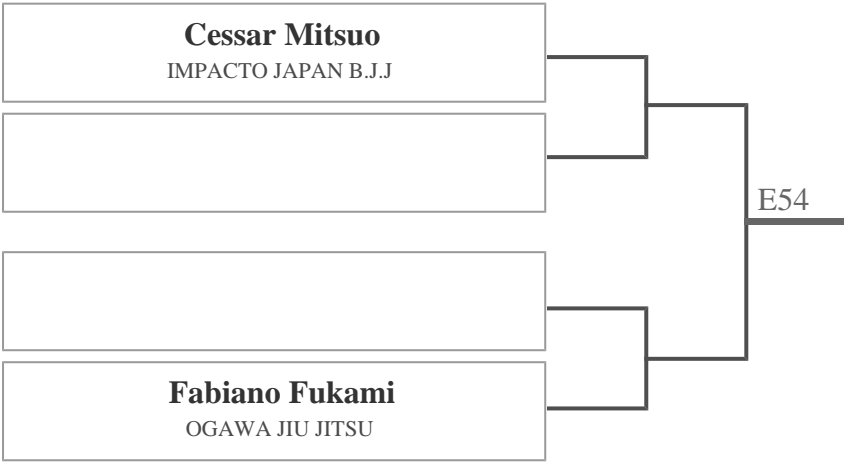 Cessar Mitsuo
IMPACTO JAPAN B.J.J
E54
Fabiano Fukami
OGAWA JIU JITSU